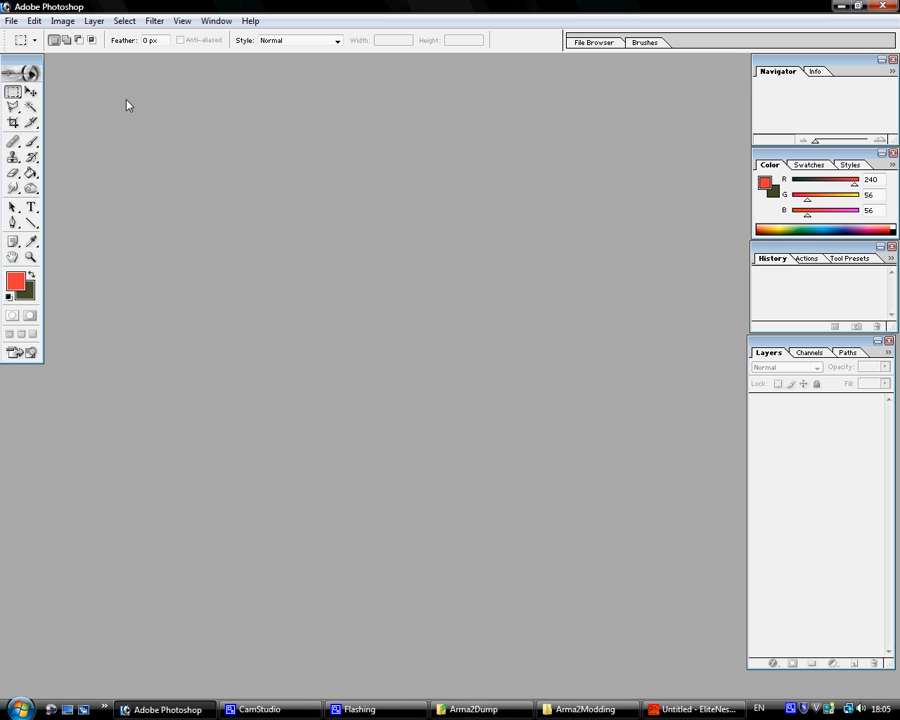 Adobe Photoshop
File Edit Image Layer Select Filter View Window Help
Feather: 0 px Anti-aliased Style: Normal Width: Height: File Browser Brushes
Navigator Info
Color Swatches Styles
R 240
G 56
B 56
History Actions Tool Presets
Layers Channels Paths
Normal Opacity:
Lock: Fill:
T
Adobe Photoshop CamStudio Flashing Arma2Dump Arma2Modding Untitled - EliteNes... EN 18:05